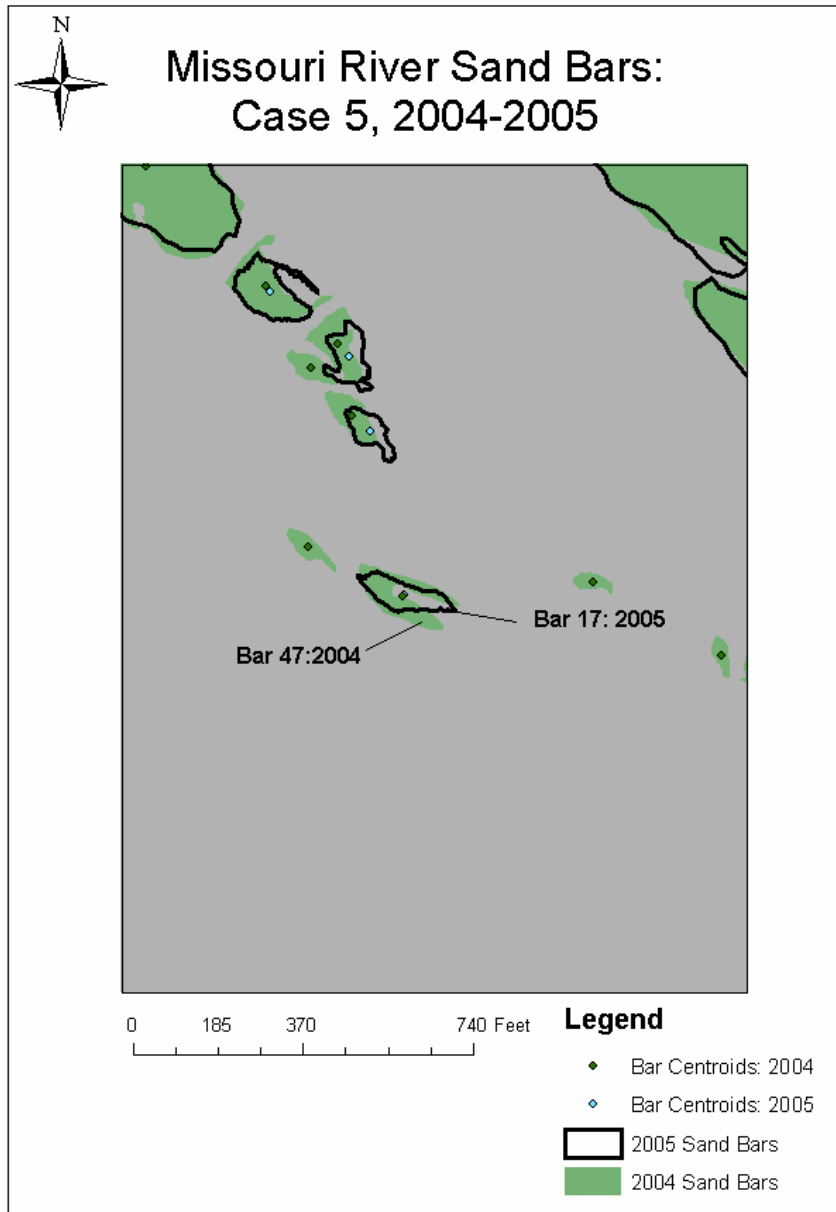 N
Missouri River Sand Bars:
Case 5, 2004-2005
Bar 17: 2005
Bar 47:2004
0 185 370 740 Feet
Legend
Bar Centroids: 2004
Bar Centroids: 2005
2005 Sand Bars
2004 Sand Bars